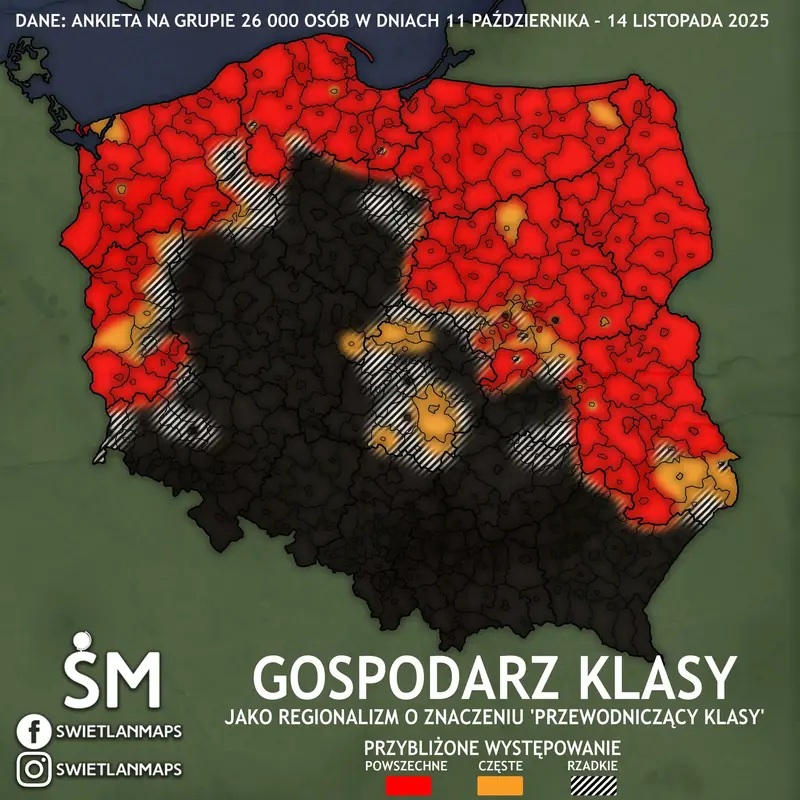 DANE: ANKIETA NA GRUPIE 26 000 OSÓB W DNIACH 11 PAŹDZIERNIKA - 14 LISTOPADA 2025
ŚM
SWIETLANMAPS
SWIETLANMAPS
GOSPODARZ KLASY
JAKO REGIONALIZM O ZNACZENIU 'PRZEWODNICZĄCY KLASY'
PRZYBLIŻONE WYSTĘPOWANIE
POWSZECHNE CZĘSTE RZADKIE